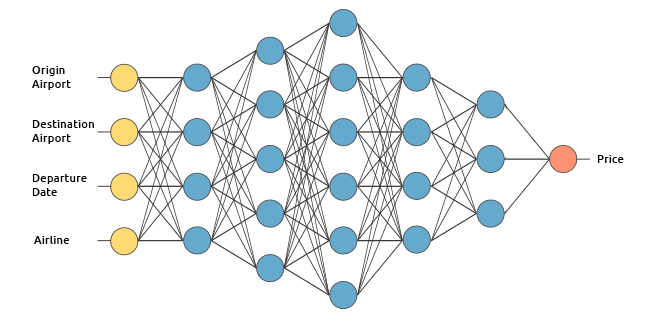 Origin
Airport
Destination
Airport
Departure
Date
Airline
Price